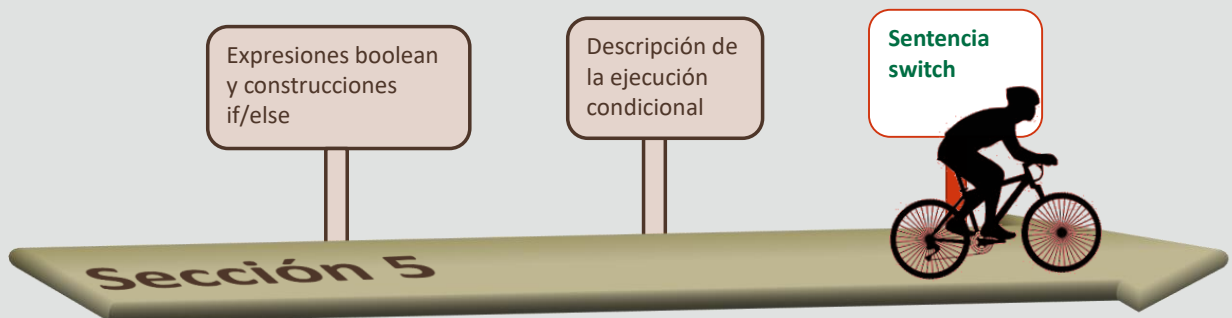 Expresiones boolean
y construcciones
if/else
Descripción de
la ejecución
condicional
Sentencia
switch
Sección 5